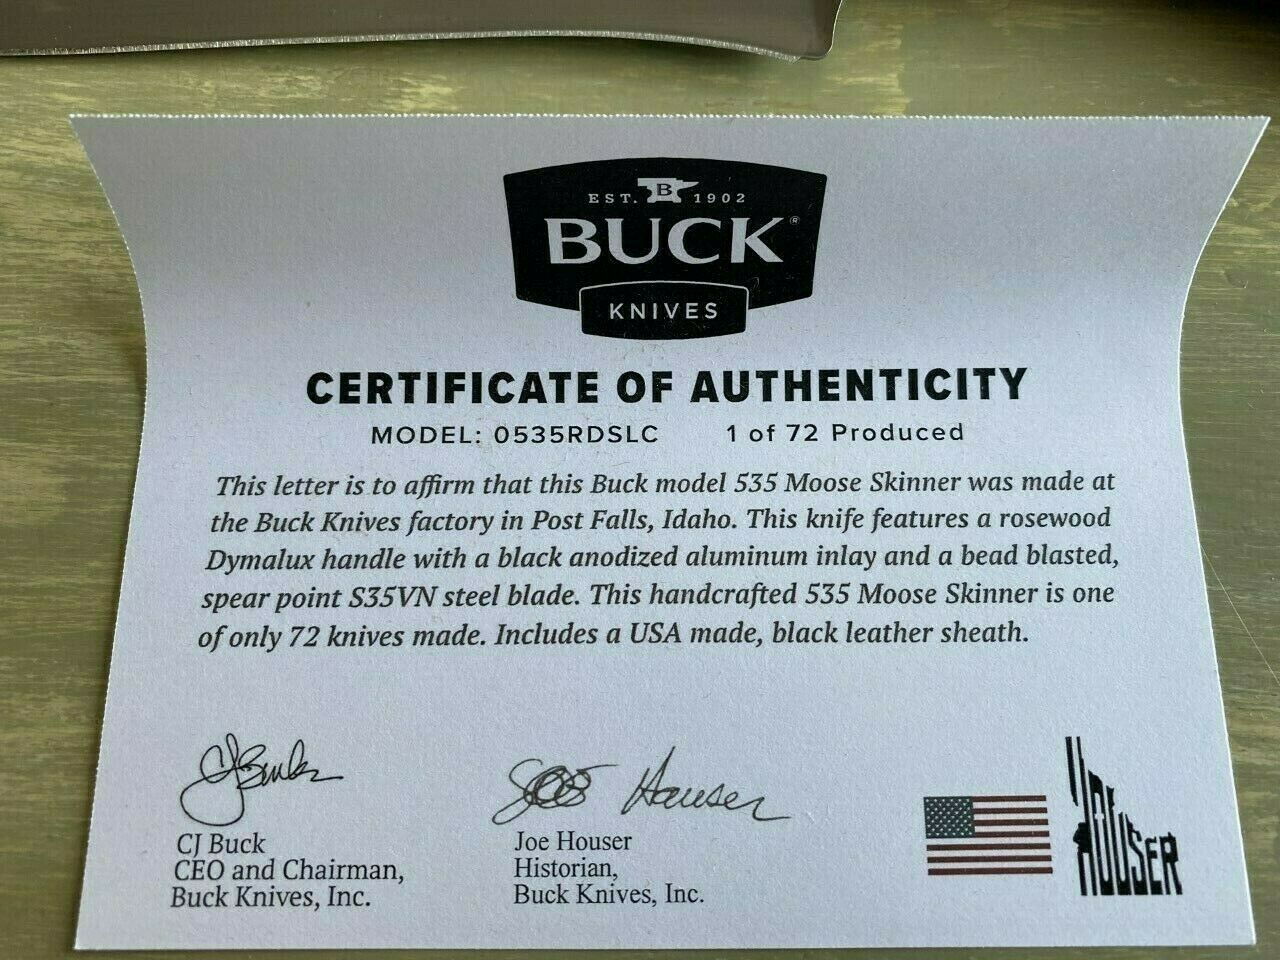 EST. B 1902
BUCK®
KNIVES
CERTIFICATE OF AUTHENTICITY
MODEL: 0535RDSLC 1 of 72 Produced
This letter is to affirm that this Buck model 535 Moose Skinner was made at
the Buck Knives factory in Post Falls, Idaho. This knife features a rosewood
Dymalux handle with a black anodized aluminum inlay and a bead blasted,
spear point S35VN steel blade. This handcrafted 535 Moose Skinner is one
of only 72 knives made. Includes a USA made, black leather sheath.
CJ Buck
Joe Houser
CJ Buck
CEO and Chairman,
Buck Knives, Inc.
Joe Houser
Historian,
Buck Knives, Inc.
HOUSER